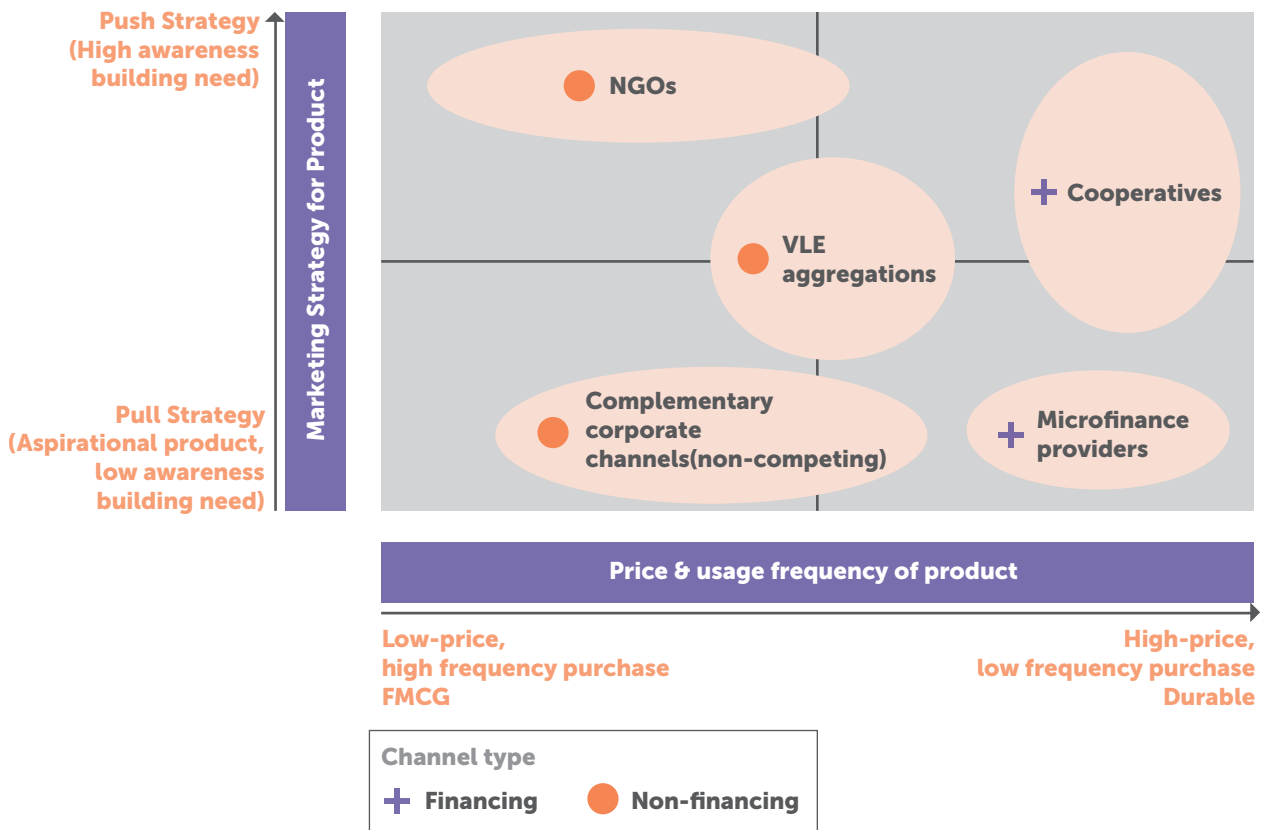 Push Strategy
(High awareness
building need)
Marketing Strategy for Product
Pull Strategy
(Aspirational product,
low awareness
building need)
NGOs
Cooperatives
VLE
aggregations
Complementary
corporate
channels(non-competing)
Microfinance
providers
Price & usage frequency of product
Low-price,
high frequency purchase
FMCG
High-price,
low frequency purchase
Durable
Channel type
Financing
Non-financing